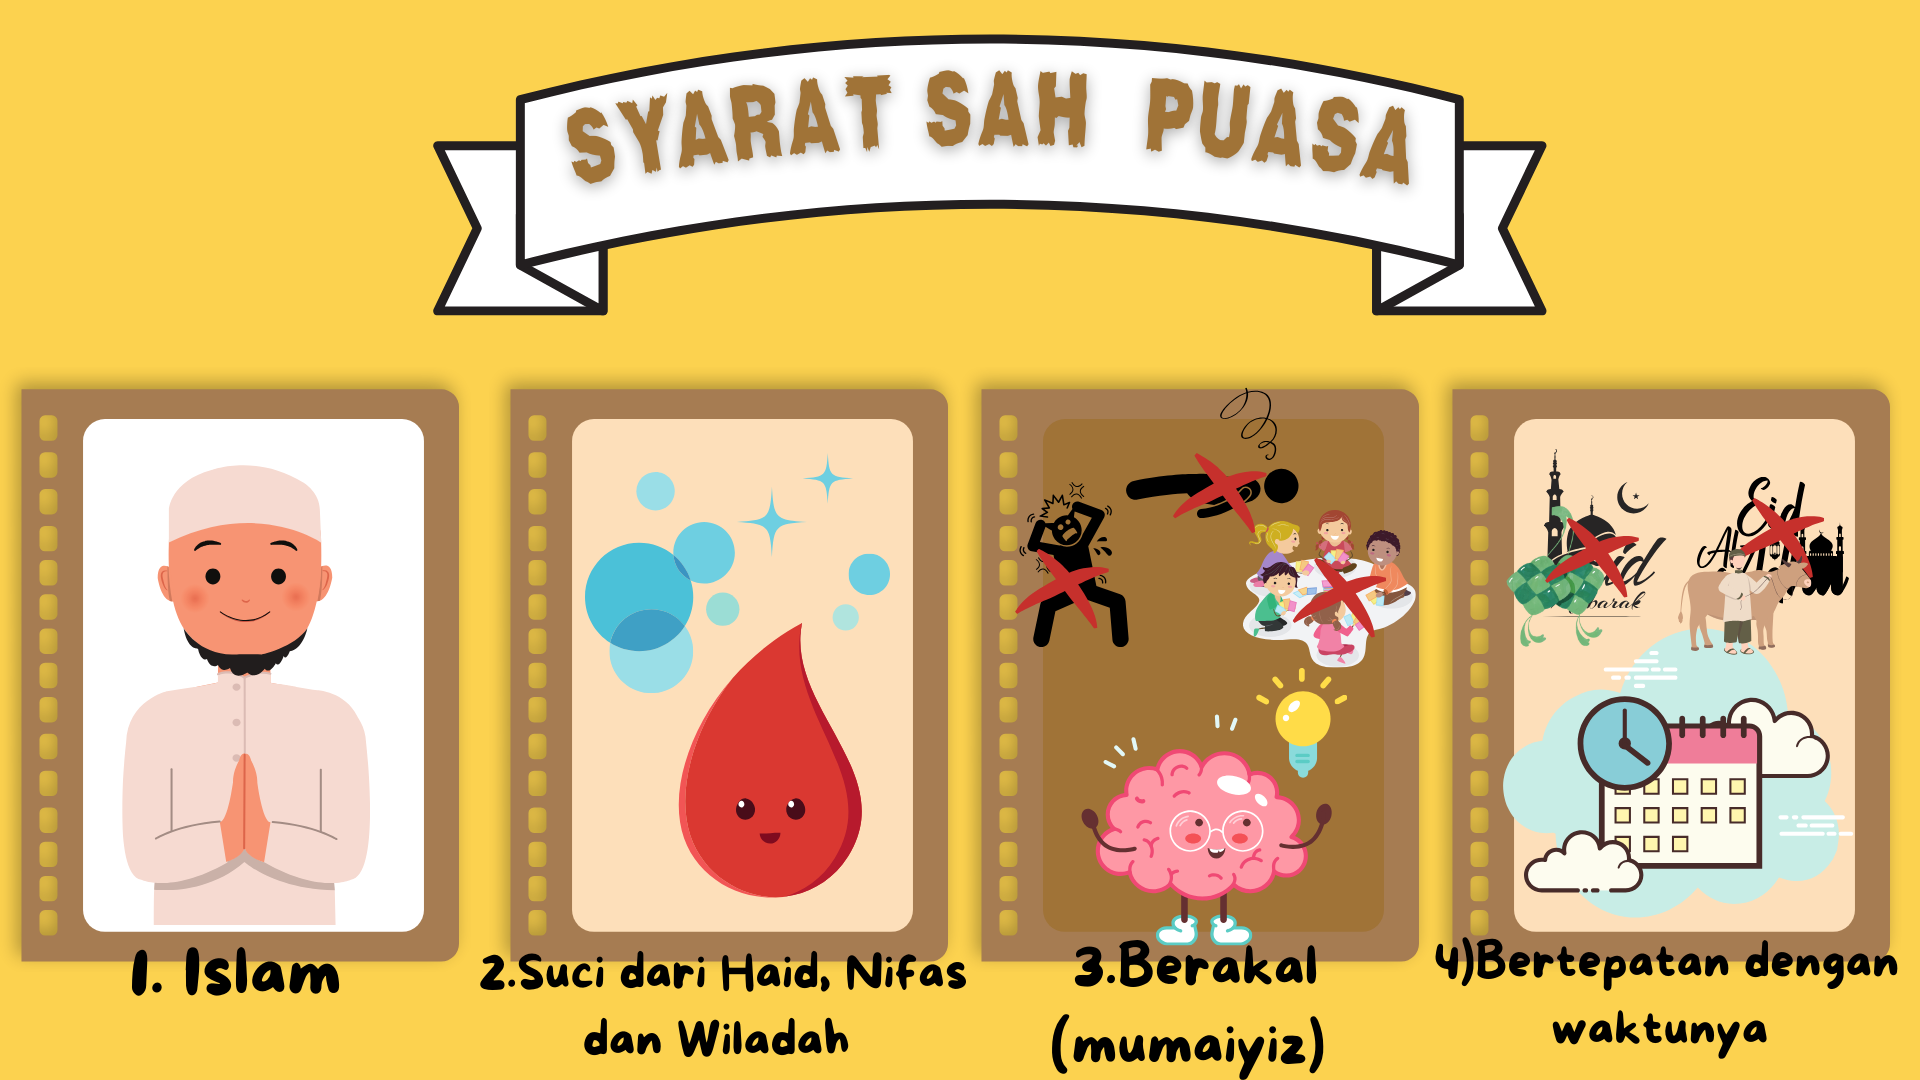 SYARAT SAH PUASA
1. Islam
2.Suci dari Haid, Nifas
dan Wiladah
3.Berakal
(mumaiyiz)
Eid
4)Bertepatan dengan
waktunya